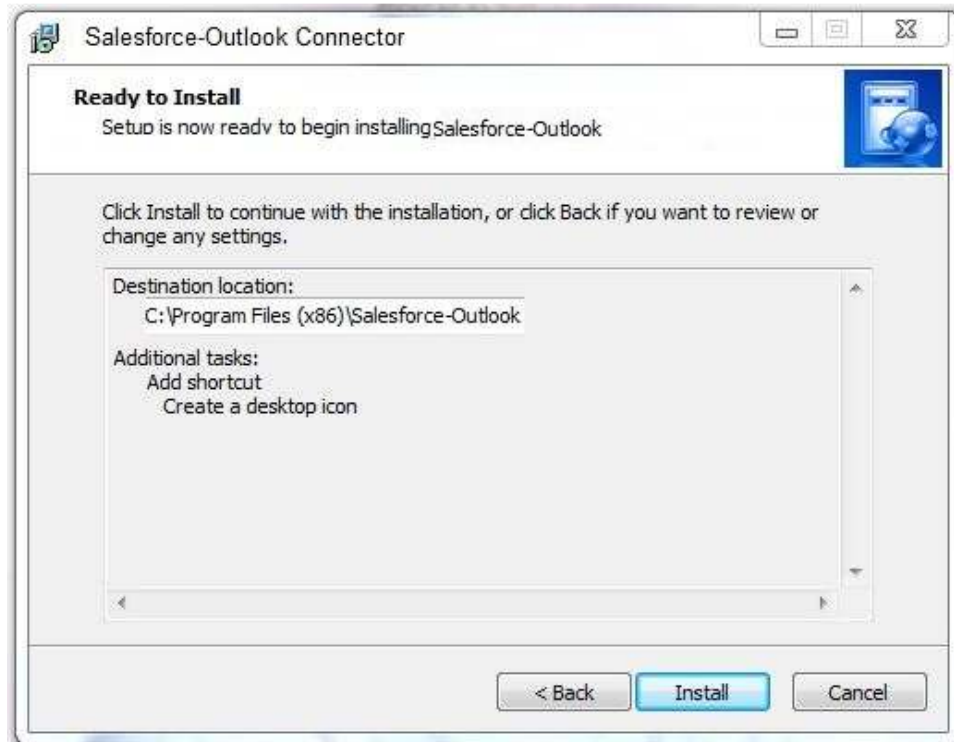 Salesforce-Outlook Connector
Ready to Install
Setup is now ready to begin installing Salesforce-Outlook
Click Install to continue with the installation, or click Back if you want to review or
change any settings.
Destination location:
C:\Program Files (x86)\Salesforce-Outlook
Additional tasks:
Add shortcut
Create a desktop icon
< Back
Install
Cancel